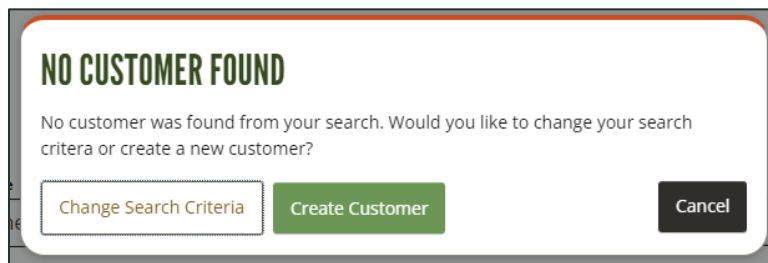 NO CUSTOMER FOUND
No customer was found from your search. Would you like to change your search
critera or create a new customer?
Change Search Criteria
Create Customer
Cancel